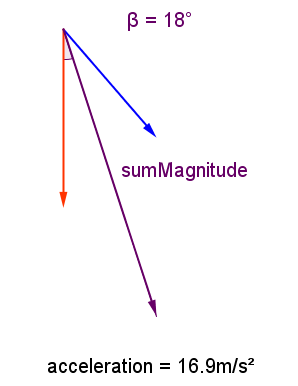 β = 18°
sumMagnitude
acceleration = 16.9m/s²